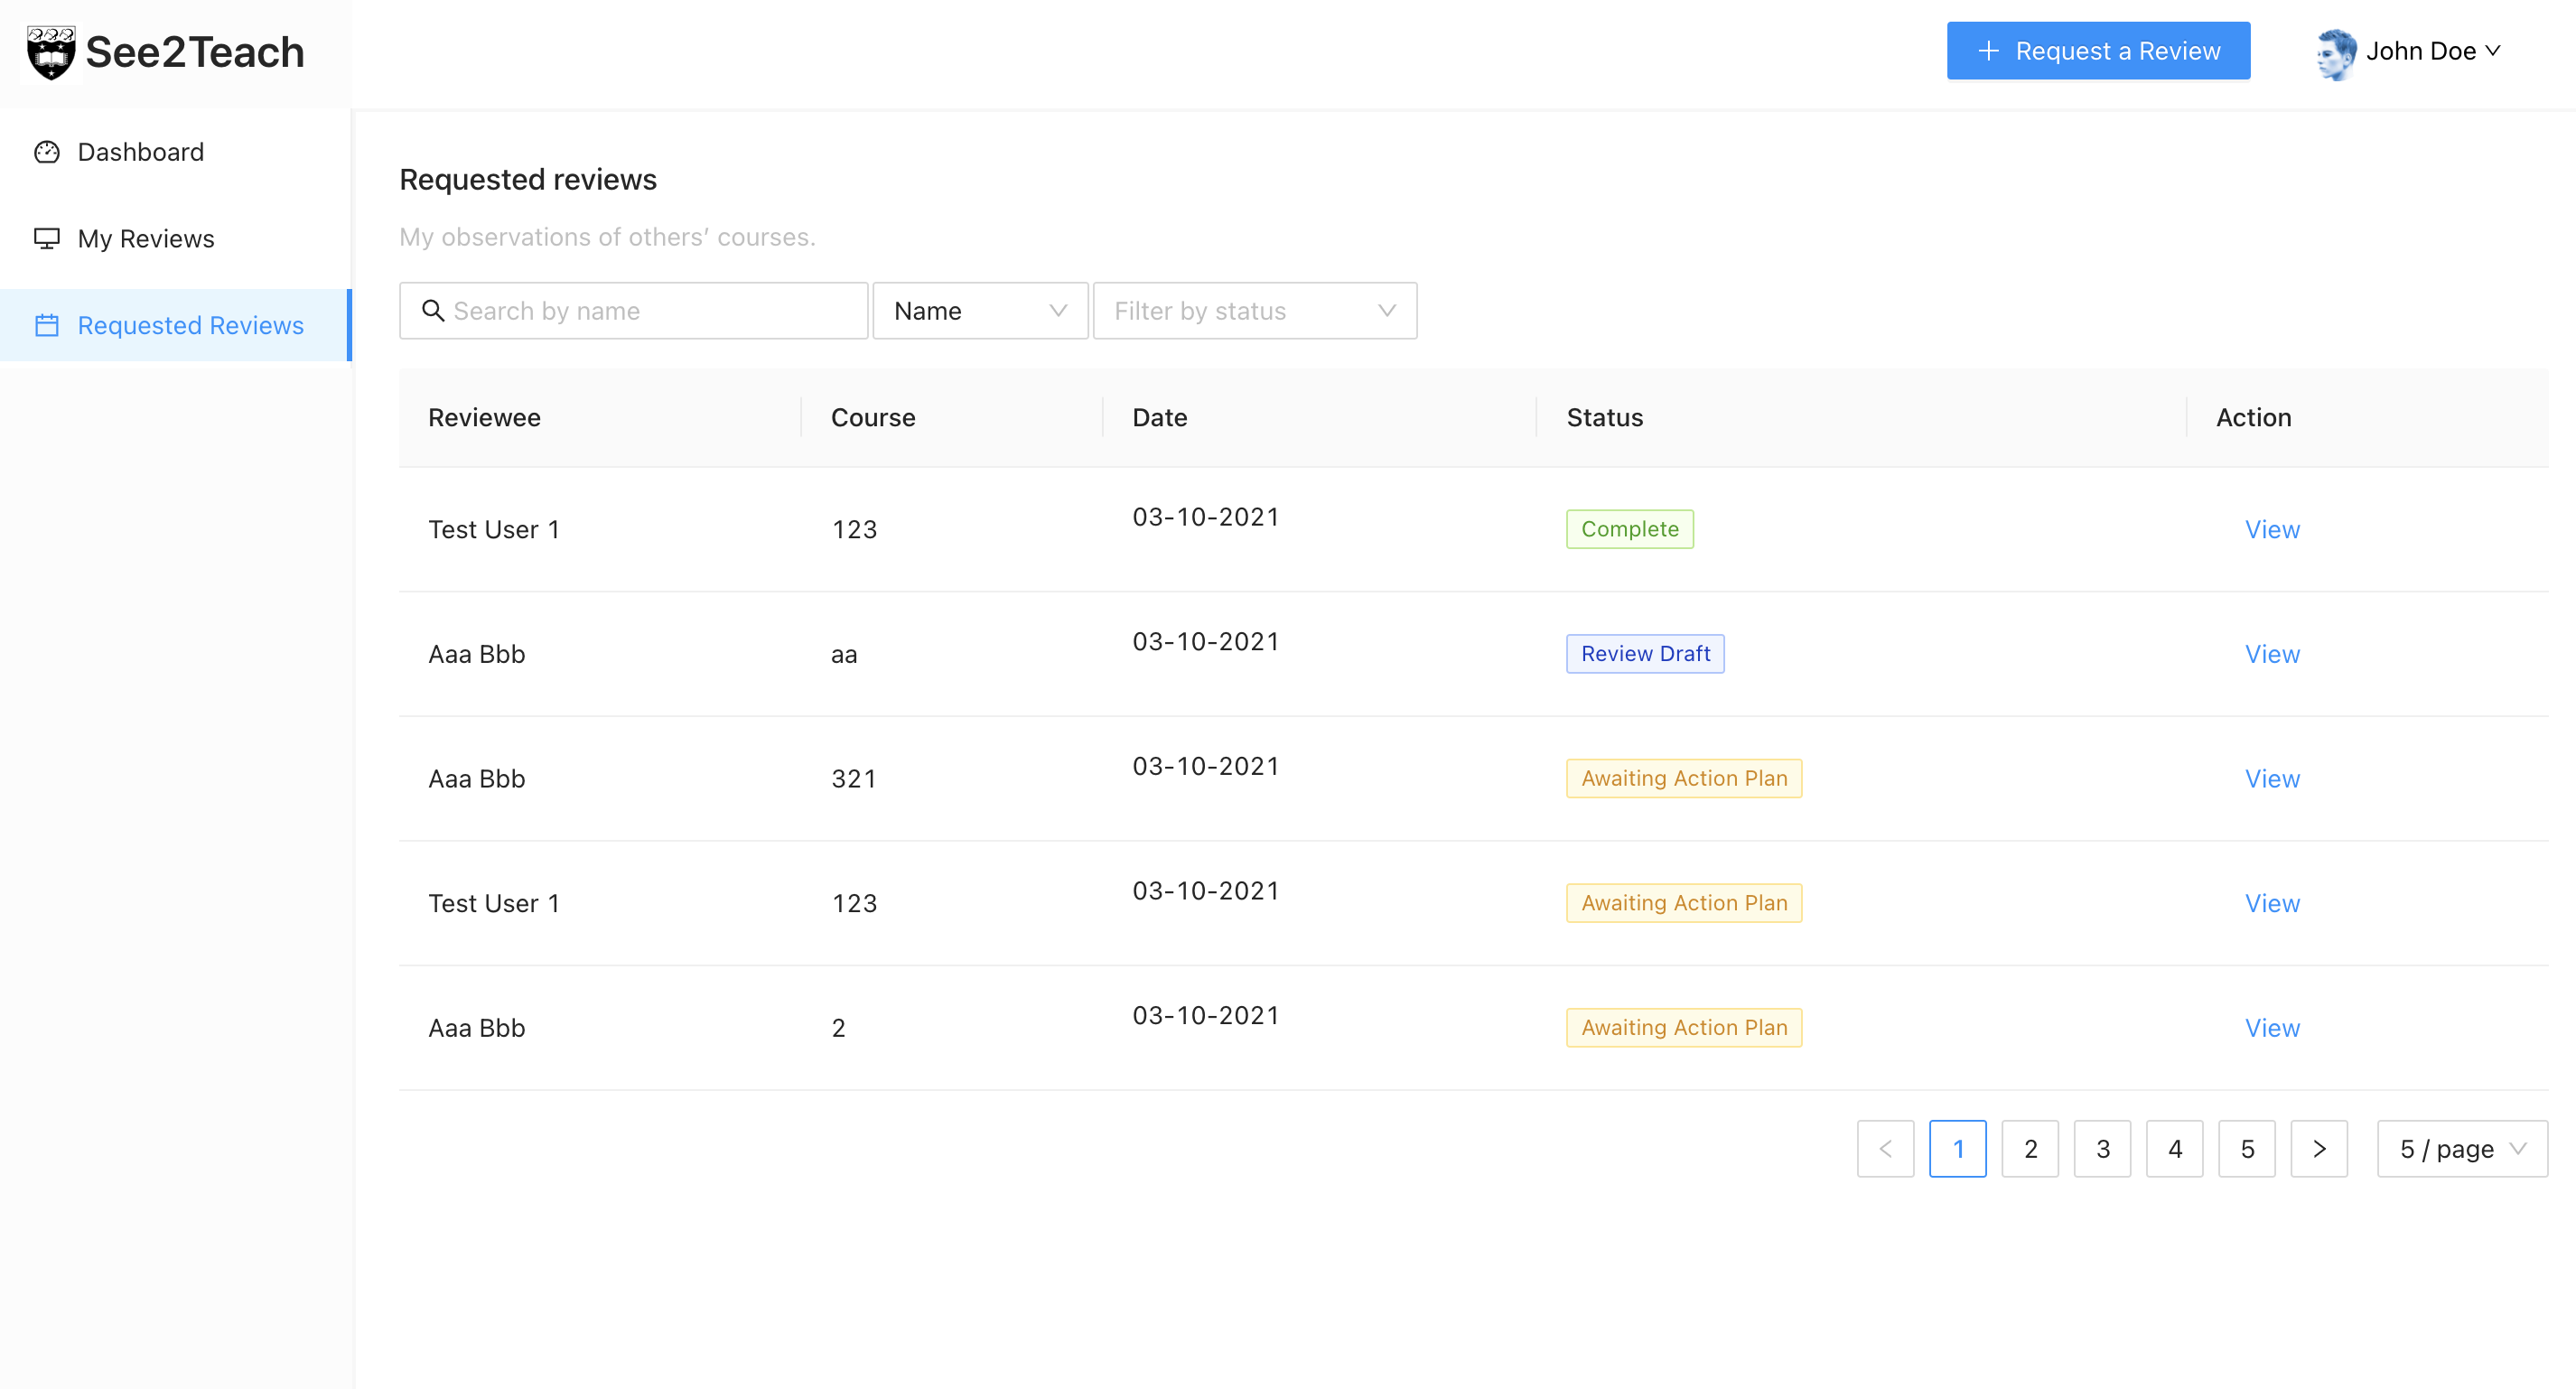 See2Teach
Request a Review
John Doe
Dashboard
My Reviews
Requested Reviews
Requested reviews
My observations of others’ courses.
Search by name
Name
Filter by status
Reviewee Course Date Status Action
Test User 1 123 03-10-2021 Complete View
Aaa Bbb aa 03-10-2021 Review Draft View
Aaa Bbb 321 03-10-2021 Awaiting Action Plan View
Test User 1 123 03-10-2021 Awaiting Action Plan View
Aaa Bbb 2 03-10-2021 Awaiting Action Plan View
< 1 2 3 4 5 > 5 / page